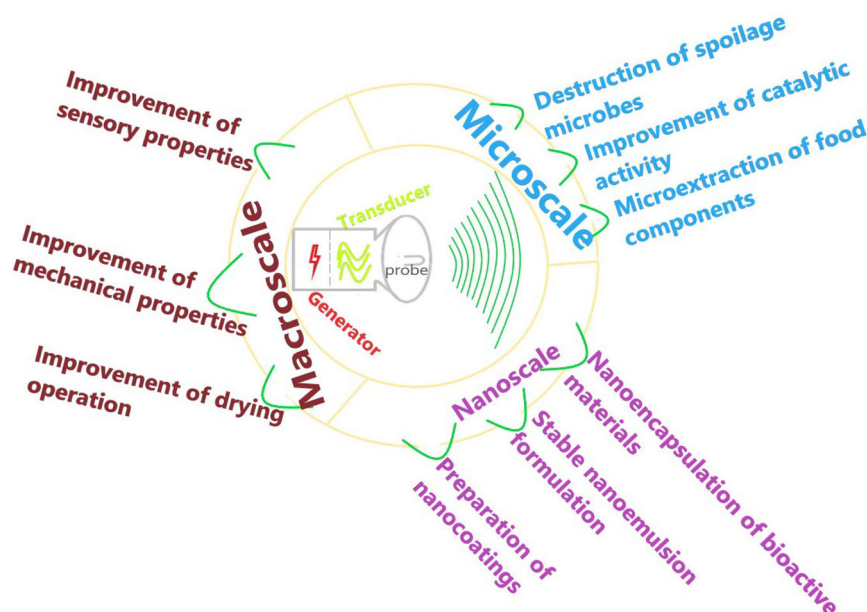 Improvement of
sensory properties
Improvement of
mechanical properties
Improvement of drying
operation
Macroscale
Transducer
probe
Generator
Microscale
Destruction of spoilage
microbes
Improvement of catalytic
activity
Microextraction of food
components
Nanoscale
Nanoencapsulation of bioactive
materials
Stable nanoemulsion
formulation
Preparation of
nanocoatings